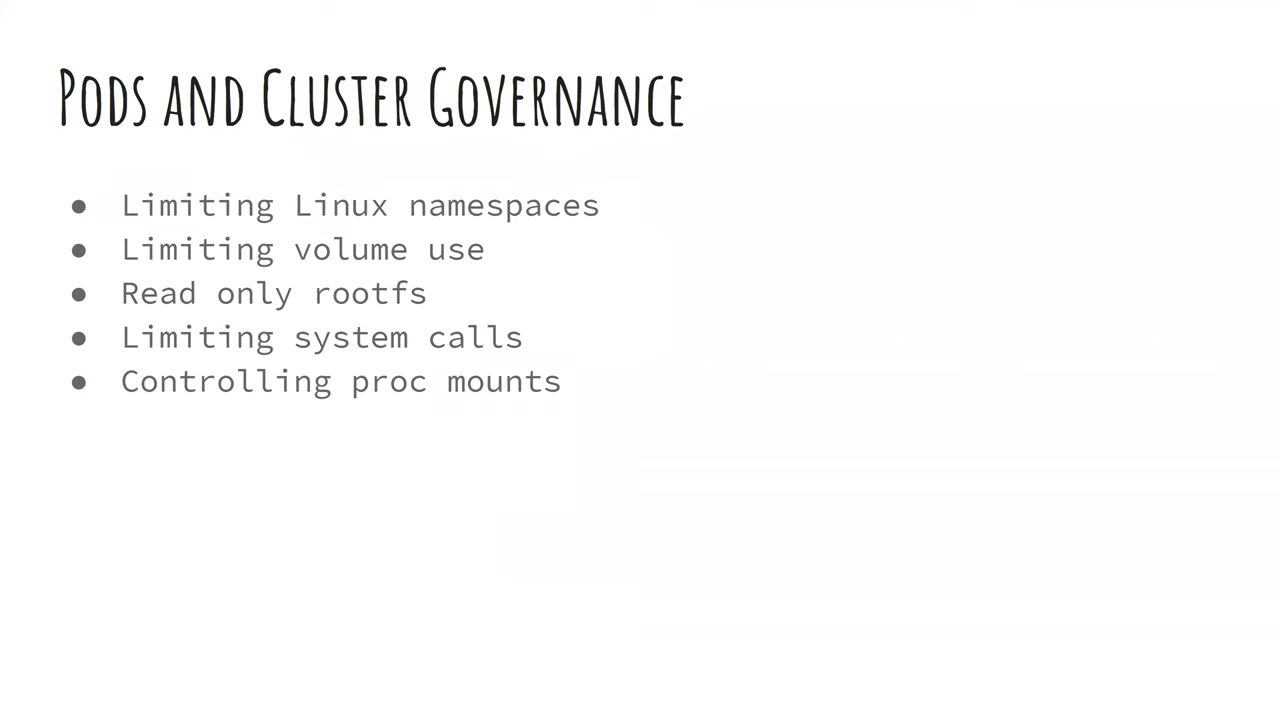 Pods and Cluster Governance
● Limiting Linux namespaces
● Limiting volume use
● Read only rootfs
● Limiting system calls
● Controlling proc mounts